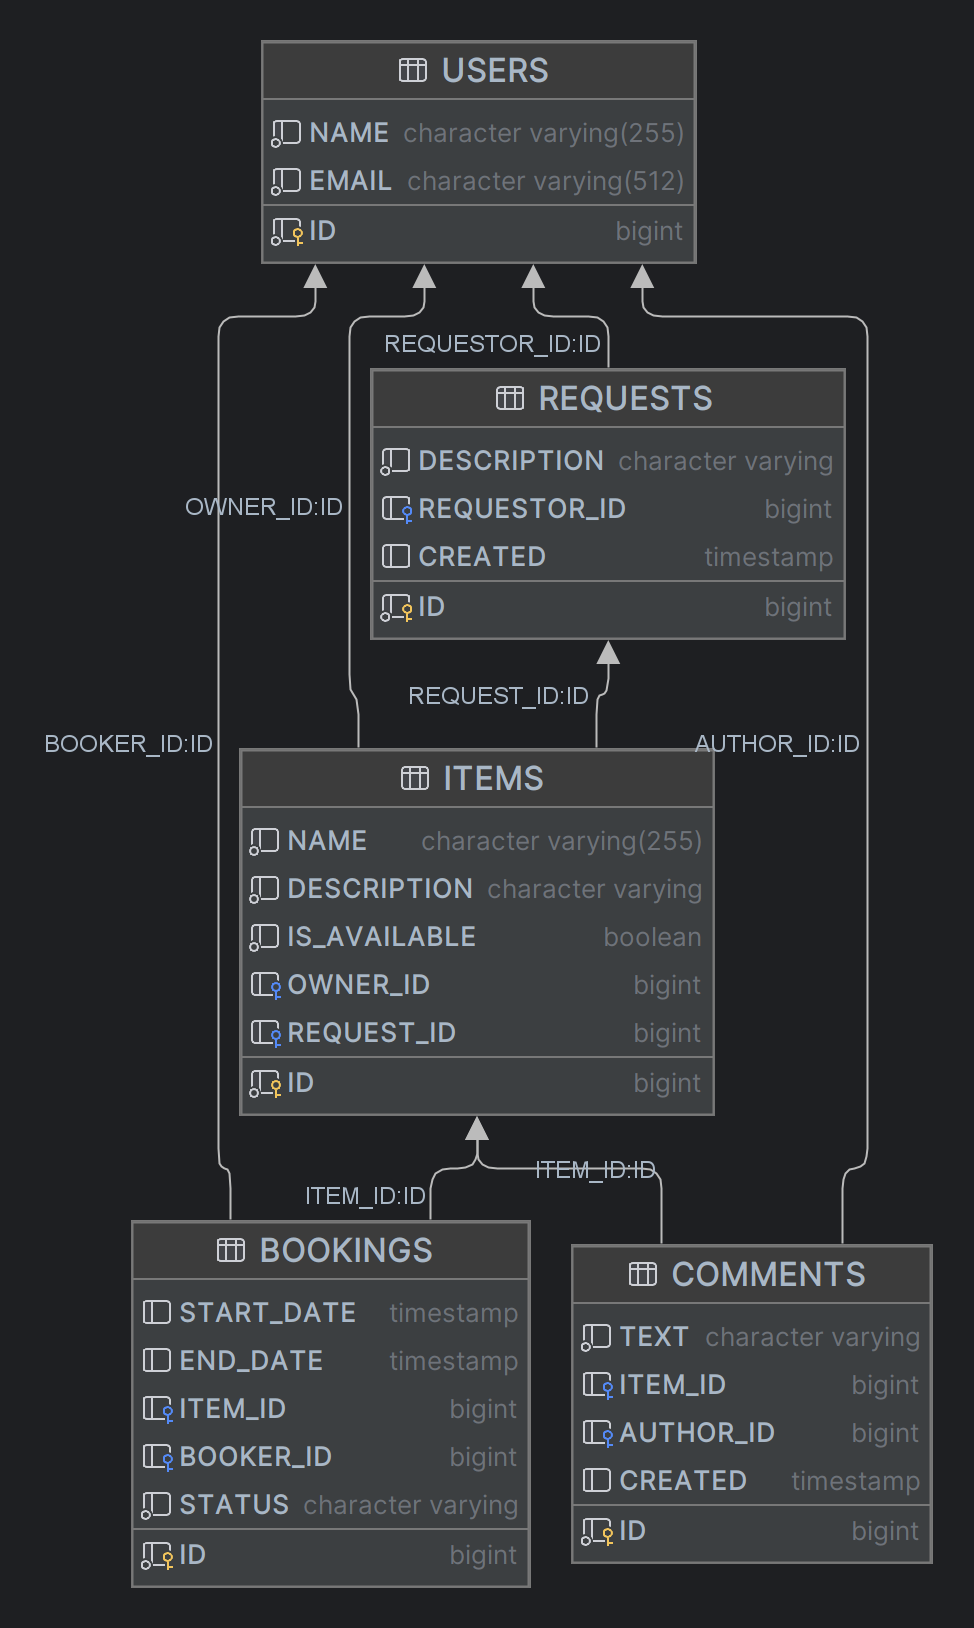 USERS
NAME character varying(255)
EMAIL character varying(512)
ID bigint
REQUESTOR_ID:ID
REQUESTS
DESCRIPTION character varying
REQUESTOR_ID bigint
CREATED timestamp
ID bigint
OWNER_ID:ID
REQUEST_ID:ID
BOOKER_ID:ID
AUTHOR_ID:ID
ITEMS
NAME character varying(255)
DESCRIPTION character varying
IS_AVAILABLE boolean
OWNER_ID bigint
REQUEST_ID bigint
ID bigint
ITEM_ID:ID
ITEM_ID:ID
BOOKINGS
START_DATE timestamp
END_DATE timestamp
ITEM_ID bigint
BOOKER_ID bigint
STATUS character varying
ID bigint
COMMENTS
TEXT character varying
ITEM_ID bigint
AUTHOR_ID bigint
CREATED timestamp
ID bigint